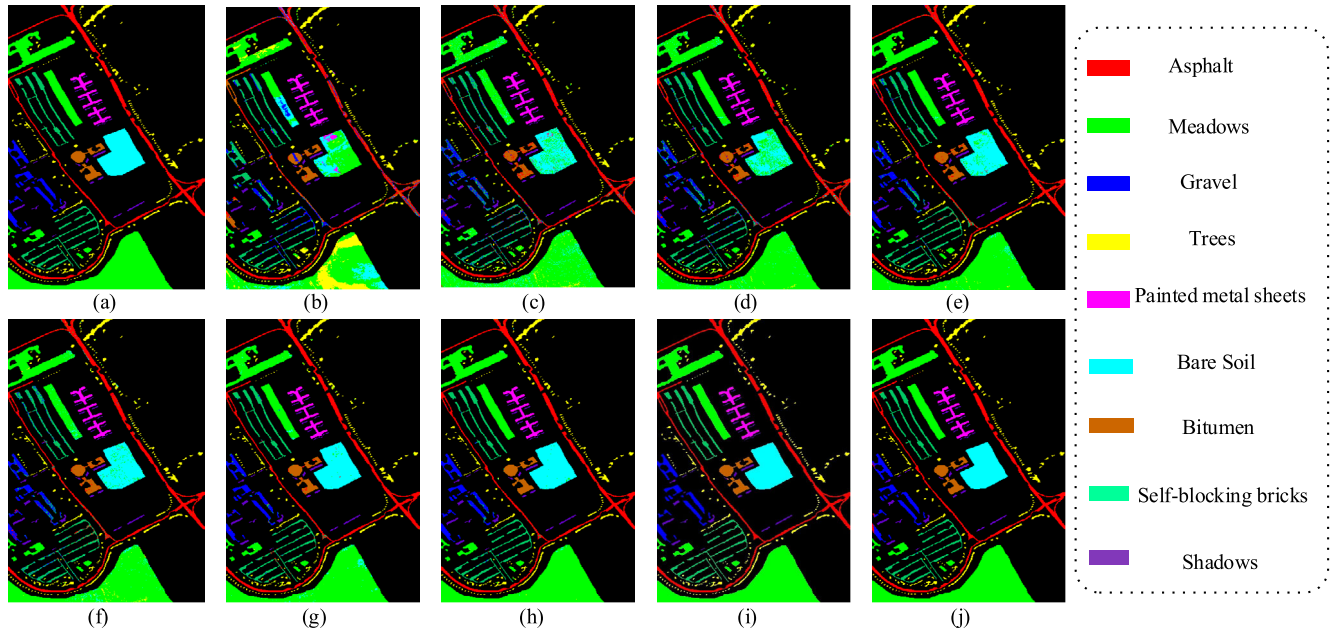 (a)
(b)
(c)
(d)
(e)
(f)
(g)
(h)
(i)
(j)
Asphalt
Meadows
Gravel
Trees
Painted metal sheets
Bare Soil
Bitumen
Self-blocking bricks
Shadows